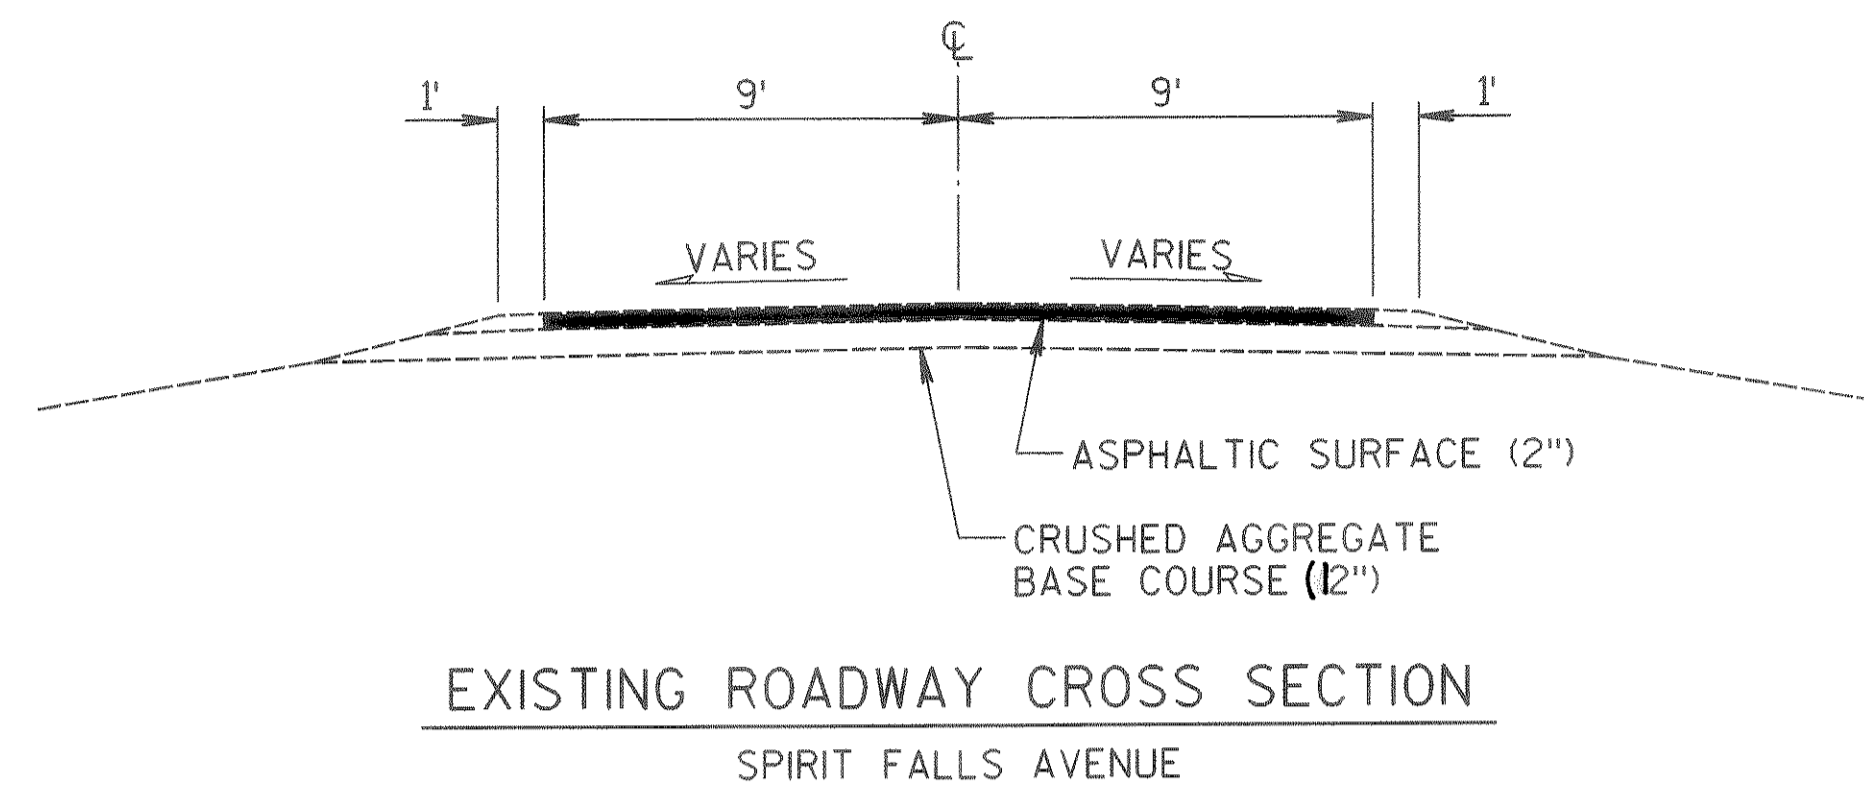 ℄
1' 9' 9' 1'
VARIES VARIES
ASPHALTIC SURFACE (2")
CRUSHED AGGREGATE
BASE COURSE (12")
EXISTING ROADWAY CROSS SECTION
SPIRIT FALLS AVENUE